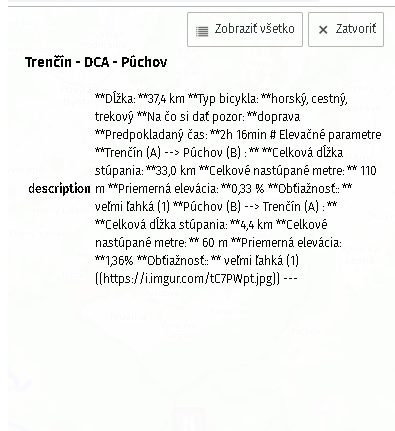 Zobraziť všetko
Zatvoriť
Trenčín - DCA - Púchov
description
**Dĺžka: **37,4 km **Typ bicykla: **horský, cestný,
trekový **Na čo si dať pozor: **doprava
**Predpokladaný čas: **2h 16min # Elevačné parametre
**Trenčín (A) --> Púchov (B) : ** **Celková dĺžka
stúpania: **33,0 km **Celkové nastúpané metre: ** 110
m **Priemerná elevácia: **0,33 % **Obťiažnosť:: **
veľmi ľahká (1) **Púchov (B) --> Trenčín (A) : **
**Celková dĺžka stúpania: **4,4 km **Celkové
nastúpané metre: ** 60 m **Priemerná elevácia:
**1,36% **Obťiažnosť:: ** veľmi ľahká (1)
((https://i.imgur.com/tC7PWpt.jpg)) ---